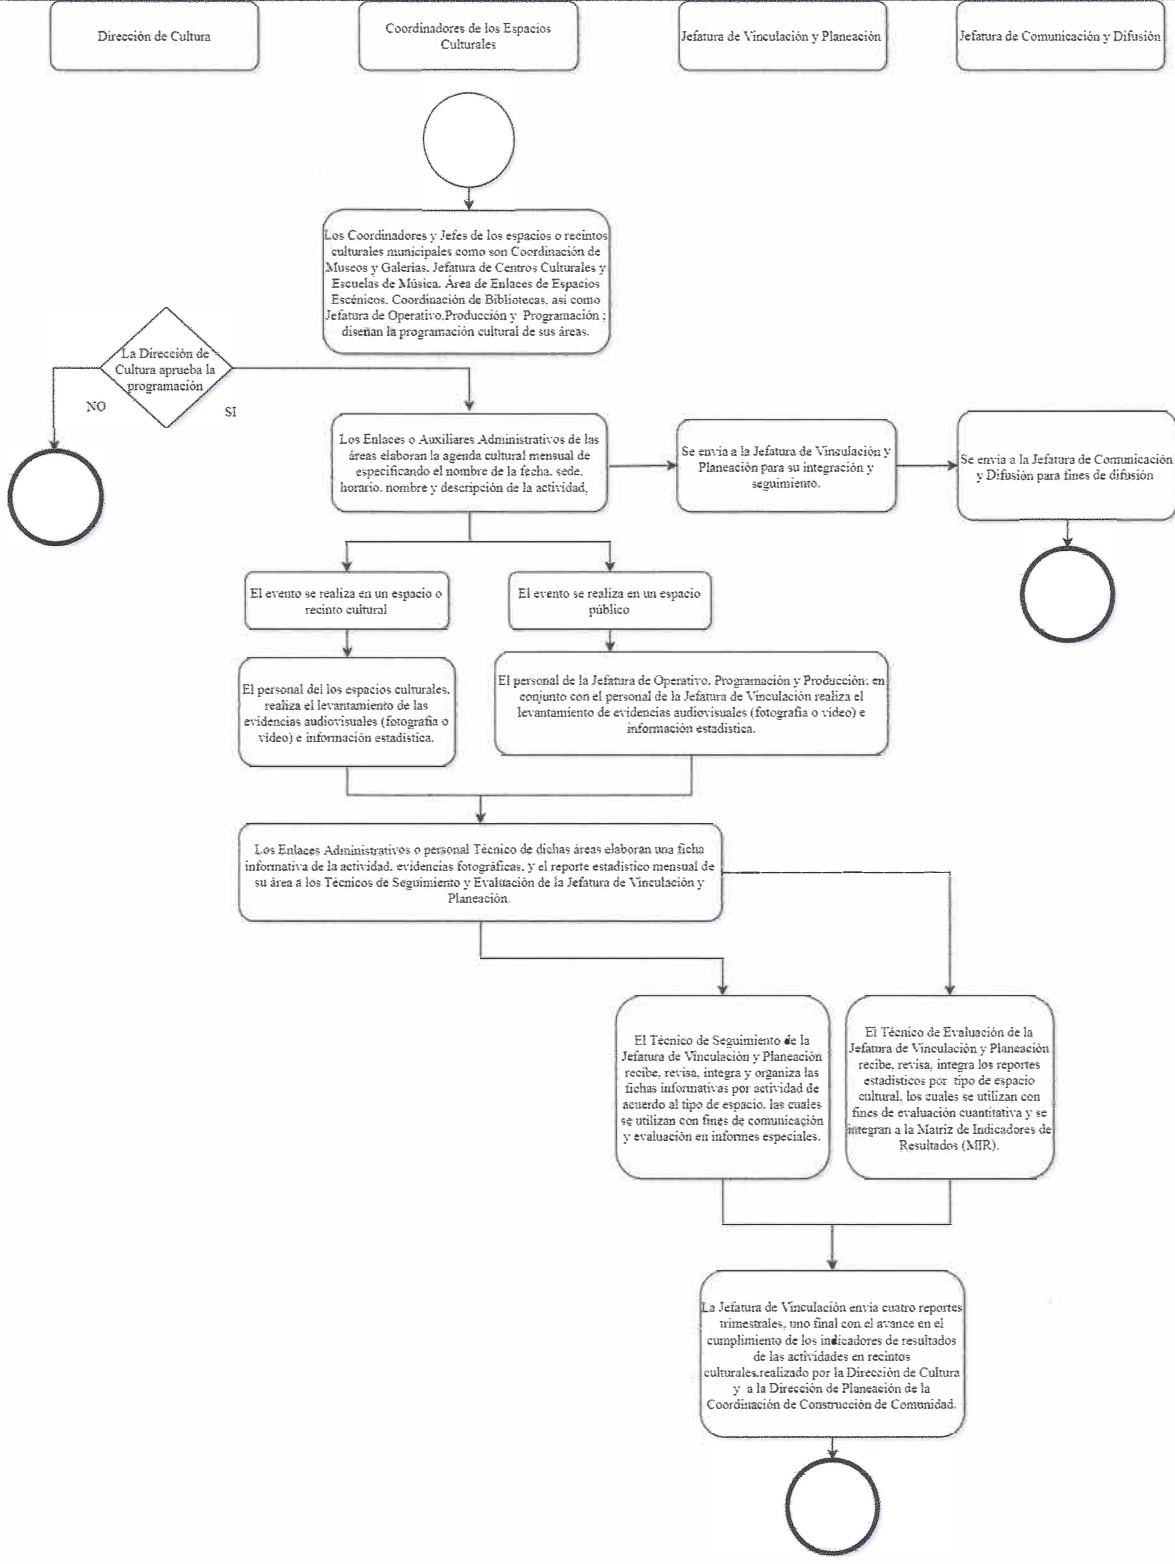 Dirección de Cultura
Coordinadores de los Espacios
Culturales
Jefatura de Vinculación y Planeación
Jefatura de Comunicación y Difusión
Los Coordinadores y Jefes de los espacios o recintos
culturales municipales como son Coordinación de
Museos y Galerías. Jefatura de Centros Culturales y
Escuelas de Música. Área de Enlaces de Espacios
Escénicos. Coordinación de Bibliotecas. asi como
Jefatura de Operativo.Producción y Programación ;
diseñan la programación cultural de sus áreas.
La Dirección de
Cultura aprueba la
programación
NO
SI
Los Enlaces o Auxiliares Administrativos de las
áreas elaboran la agenda cultural mensual de
especificando el nombre de la fecha. sede.
horario. nombre y descripción de la actividad.
Se envia a la Jefatura de Vinculación y
Planeación para su integración y
seguimiento.
Se envia a la Jefatura de Comunicación
y Difusión para fines de difusión
El evento se realiza en un espacio o
recinto cultural
El evento se realiza en un espacio
público
El personal del los espacios culturales.
realiza el levantamiento de las
evidencias audiovisuales (fotografia o
video) e información estadistica.
El personal de la Jefatura de Operativo. Programación y Producción; en
conjunto con el personal de la Jefatura de Vinculación realiza el
levantamiento de evidencias audiovisuales (fotografia o video) e
información estadistica.
Los Enlaces Administrativos o personal Técnico de dichas áreas elaboran una ficha
informativa de la actividad. evidencias fotográficas. y el reporte estadistico mensual de
su área a los Técnicos de Seguimiento y Evaluación de la Jefatura de Vinculación y
Planeación.
El Técnico de Seguimiento de la
Jefatura de Vinculación y Planeación
recibe. revisa. integra y organiza las
fichas informativas por actividad de
acuerdo al tipo de espacio. las cuales
se utilizan con fines de comunicación
y evaluación en informes especiales.
El Técnico de Evaluación de la
Jefatura de Vinculación y Planeación
recibe, revisa, integra los reportes
estadisticos por tipo de espacio
cultural. los cuales se utilizan con
fines de evaluación cuantitativa y se
integran a la Matriz de Indicadores de
Resultados (MIR).
La Jefatura de Vinculación envia cuatro reportes
trimestrales. uno final con el avance en el
cumplimiento de los indicadores de resultados
de las actividades en recintos
culturales.realizado por la Dirección de Cultura
y a la Dirección de Planeación de la
Coordinación de Construcción de Comunidad.